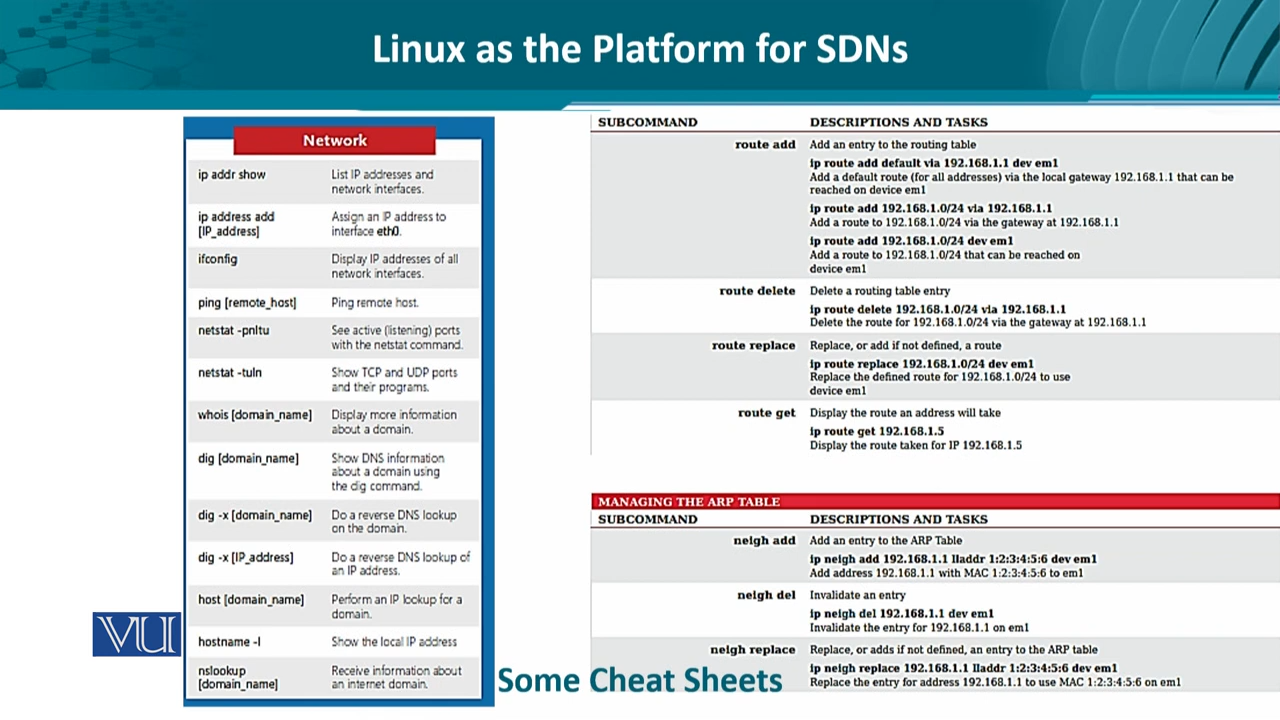 Linux as the Platform for SDNs
Network
ip addr show
List IP addresses and
network interfaces.
ip address add
[IP_address]
Assign an IP address to
interface eth0.
ifconfig
Display IP addresses of all
network interfaces.
ping [remote_host]
Ping remote host.
netstat -pnltu
See active (listening) ports
with the netstat command.
netstat -tuln
Show TCP and UDP ports
and their programs.
whois [domain_name]
Display more information
about a domain.
dig [domain_name]
Show DNS information
about a domain using
the dig command.
dig -x [domain_name]
Do a reverse DNS lookup
on the domain.
dig -x [IP_address]
Do a reverse DNS lookup of
an IP address.
host [domain_name]
Perform an IP lookup for a
domain.
hostname -I
Show the local IP address
nslookup
[domain_name]
Receive information about
an internet domain.
SUBCOMMAND
DESCRIPTIONS AND TASKS
route add
Add an entry to the routing table
ip route add default via 192.168.1.1 dev em1
Add a default route (for all addresses) via the local gateway 192.168.1.1 that can be
reached on device em1
ip route add 192.168.1.0/24 via 192.168.1.1
Add a route to 192.168.1.0/24 via the gateway at 192.168.1.1
ip route add 192.168.1.0/24 dev em1
Add a route to 192.168.1.0/24 that can be reached on
device em1
route delete
Delete a routing table entry
ip route delete 192.168.1.0/24 via 192.168.1.1
Delete the route for 192.168.1.0/24 via the gateway at 192.168.1.1
route replace
Replace, or add if not defined, a route
ip route replace 192.168.1.0/24 dev em1
Replace the defined route for 192.168.1.0/24 to use
device em1
route get
Display the route an address will take
ip route get 192.168.1.5
Display the route taken for IP 192.168.1.5
MANAGING THE ARP TABLE
SUBCOMMAND
DESCRIPTIONS AND TASKS
neigh add
Add an entry to the ARP Table
ip neigh add 192.168.1.1 lladdr 1:2:3:4:5:6 dev em1
Add address 192.168.1.1 with MAC 1:2:3:4:5:6 to em1
neigh del
Invalidate an entry
ip neigh del 192.168.1.1 dev em1
Invalidate the entry for 192.168.1.1 on em1
neigh replace
Replace, or adds if not defined, an entry to the ARP table
ip neigh replace 192.168.1.1 lladdr 1:2:3:4:5:6 dev em1
Replace the entry for address 192.168.1.1 to use MAC 1:2:3:4:5:6 on em1
VU
Some Cheat Sheets